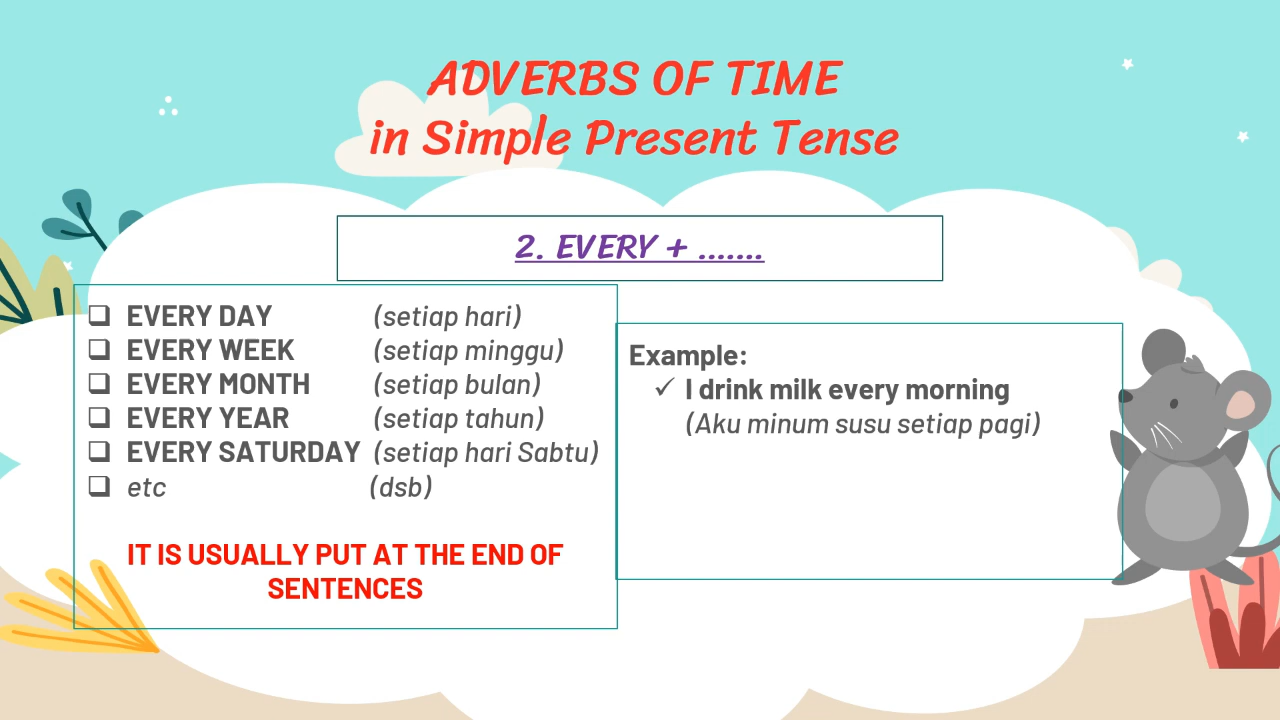 ADVERBS OF TIME
in Simple Present Tense
2. EVERY + .......
❑ EVERY DAY (setiap hari)
❑ EVERY WEEK (setiap minggu)
❑ EVERY MONTH (setiap bulan)
❑ EVERY YEAR (setiap tahun)
❑ EVERY SATURDAY (setiap hari Sabtu)
❑ etc (dsb)
IT IS USUALLY PUT AT THE END OF
SENTENCES
Example:
✓ I drink milk every morning
(Aku minum susu setiap pagi)